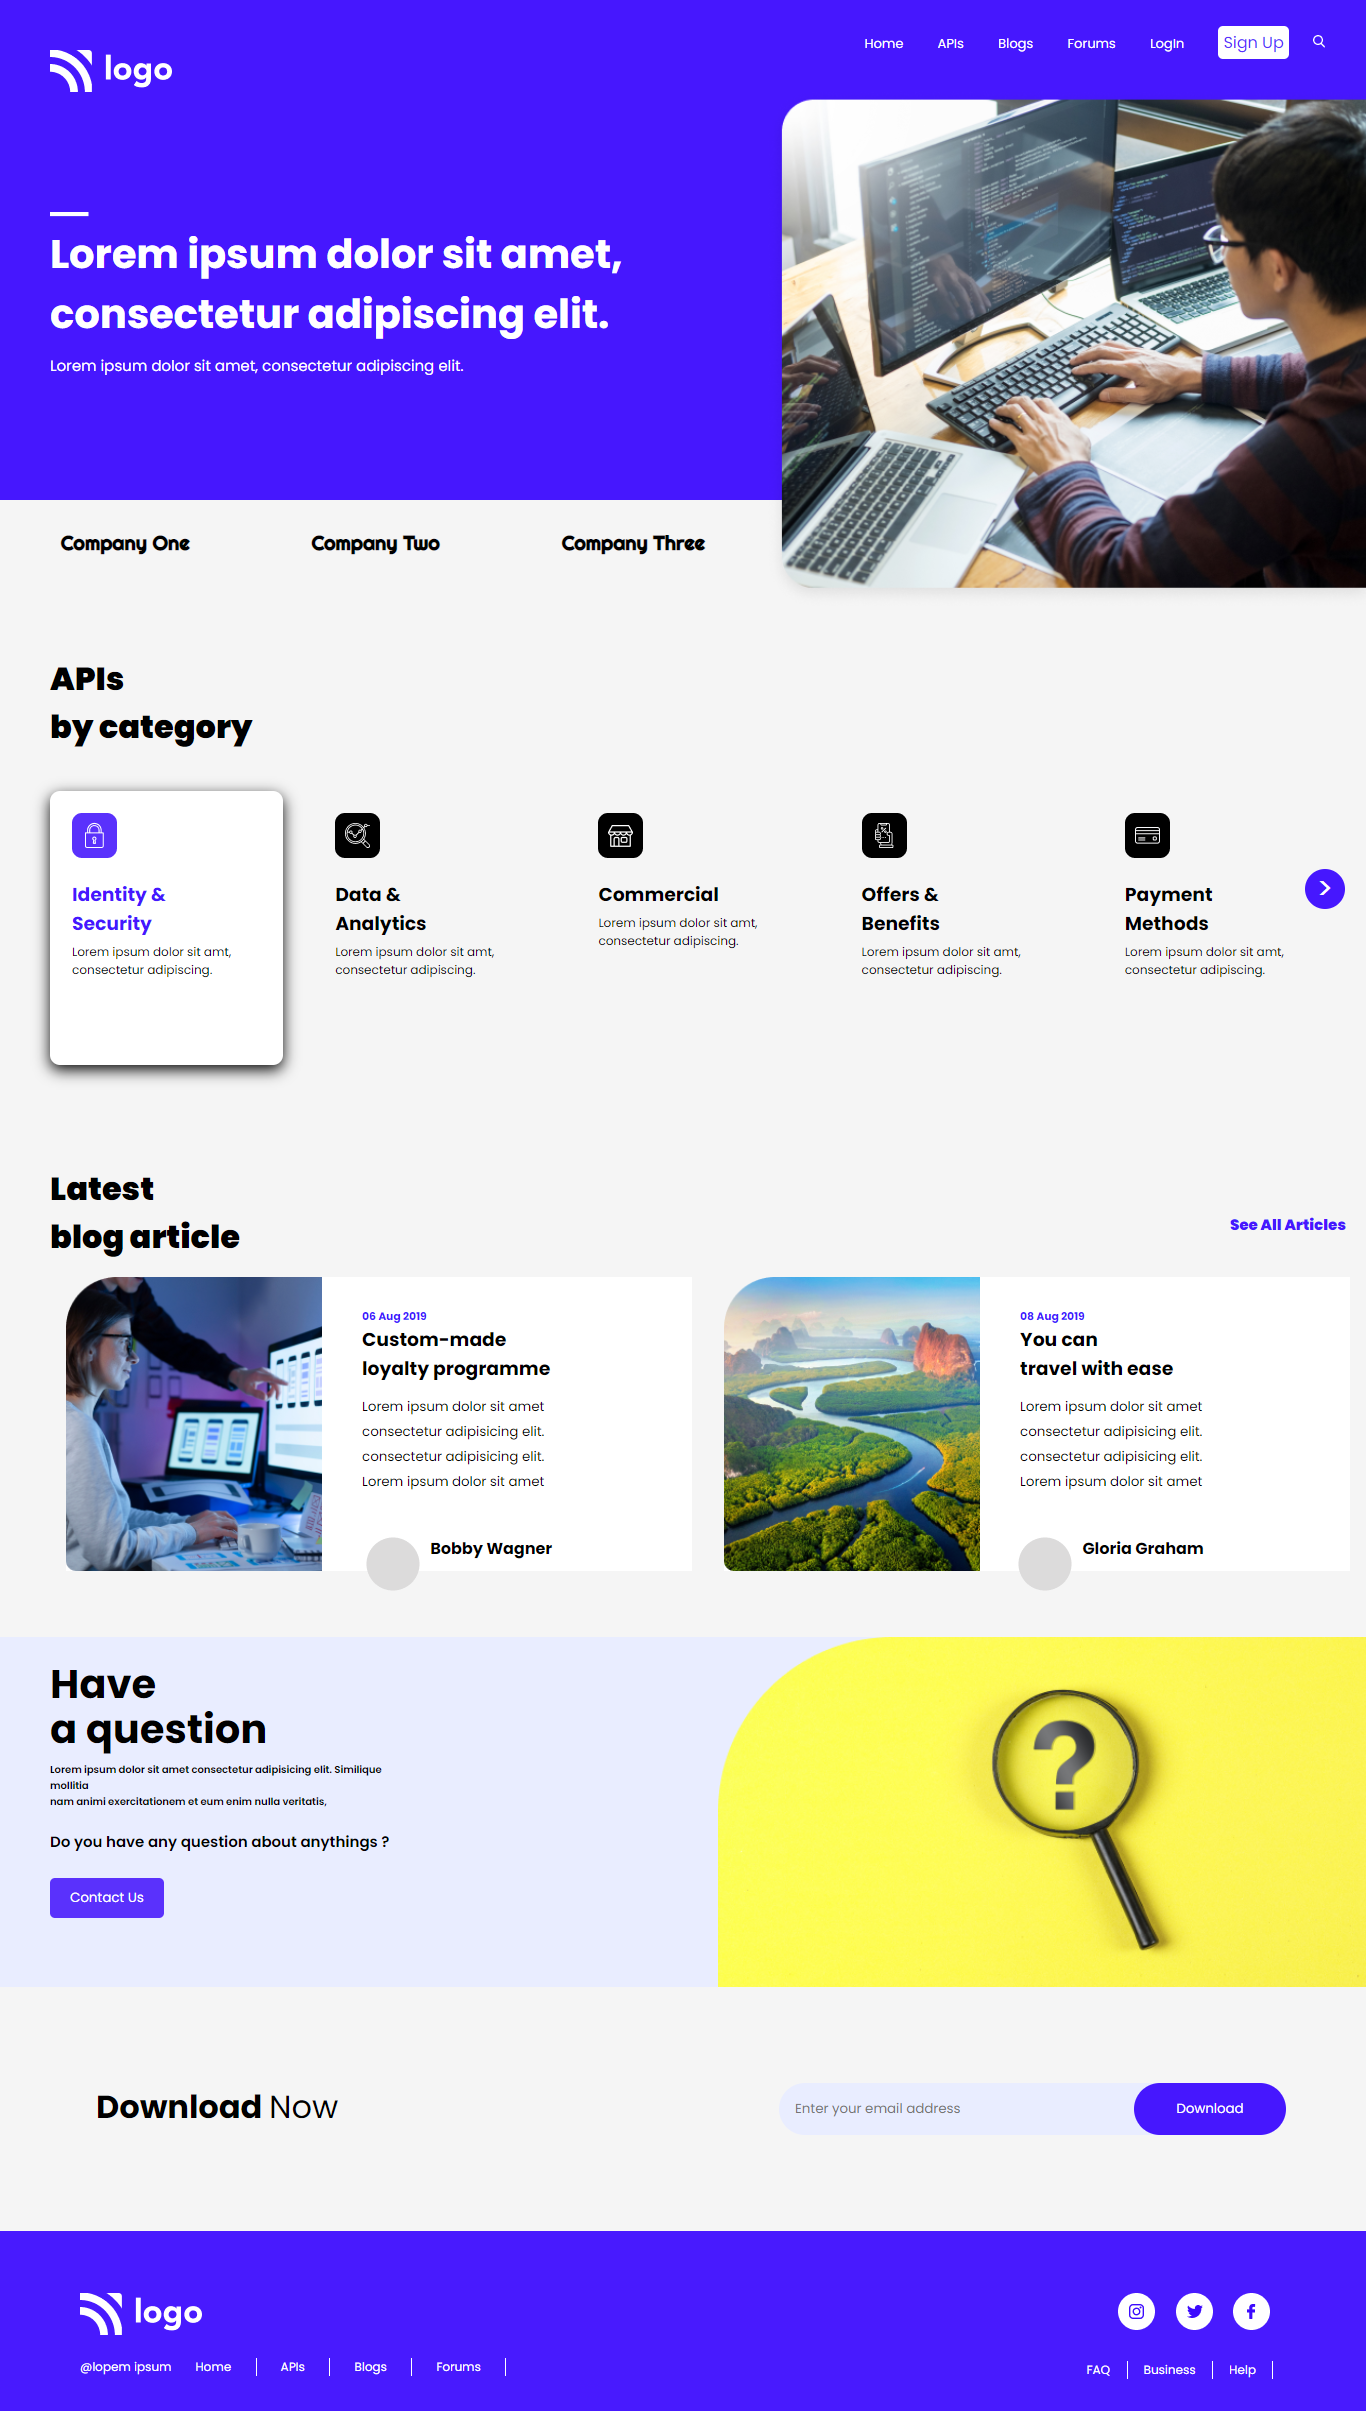 Home APIs Blogs Forums LogIn Sign Up
logo
Lorem ipsum dolor sit amet,
consectetur adipiscing elit.
Lorem ipsum dolor sit amet, consectetur adipiscing elit.
Company One Company Two Company Three
APIs
by category
Identity &
Security
Lorem ipsum dolor sit amt,
consectetur adipiscing.
Data &
Analytics
Lorem ipsum dolor sit amt,
consectetur adipiscing.
Commercial
Lorem ipsum dolor sit amt,
consectetur adipiscing.
Offers &
Benefits
Lorem ipsum dolor sit amt,
consectetur adipiscing.
Payment
Methods
Lorem ipsum dolor sit amt,
consectetur adipiscing.
>
Latest
blog article
See All Articles
06 Aug 2019
Custom-made
loyalty programme
Lorem ipsum dolor sit amet
consectetur adipisicing elit.
consectetur adipisicing elit.
Lorem ipsum dolor sit amet
Bobby Wagner
08 Aug 2019
You can
travel with ease
Lorem ipsum dolor sit amet
consectetur adipisicing elit.
consectetur adipisicing elit.
Lorem ipsum dolor sit amet
Gloria Graham
Have
a question
Lorem ipsum dolor sit amet consectetur adipisicing elit. Similique
mollitia
nam animi exercitationem et eum enim nulla veritatis,
Do you have any question about anythings ?
Contact Us
?
Download Now
Enter your email address
Download
logo
@lopem ipsum Home APIs Blogs Forums
FAQ Business Help